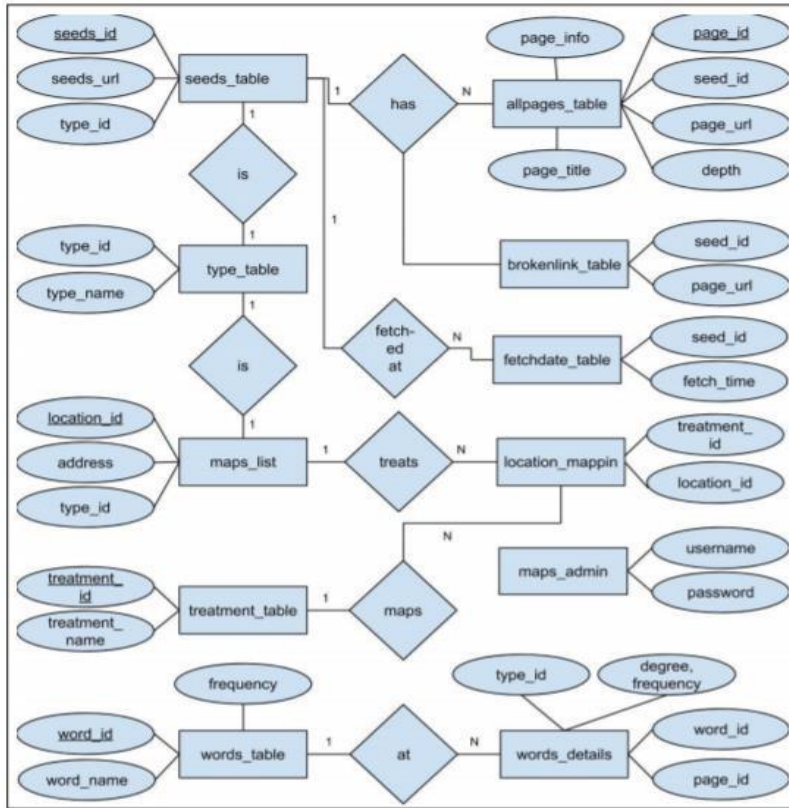 seeds_id
seeds_url
type_id
seeds_table
1
has
N
page_info
allpages_table
page_title
page_id
seed_id
page_url
depth
1
is
1
1
type_id
type_name
type_table
1
is
1
brokenlink_table
seed_id
page_url
fetch-
ed
at
N
fetchdate_table
seed_id
fetch_time
location_id
address
type_id
maps_list
1
treats
N
location_mappin
treatment_
id
location_id
N
maps_admin
username
password
treatment_
id
treatment_
name
treatment_table
1
maps
frequency
word_id
word_name
words_table
1
at
N
type_id
degree,
frequency
words_details
word_id
page_id